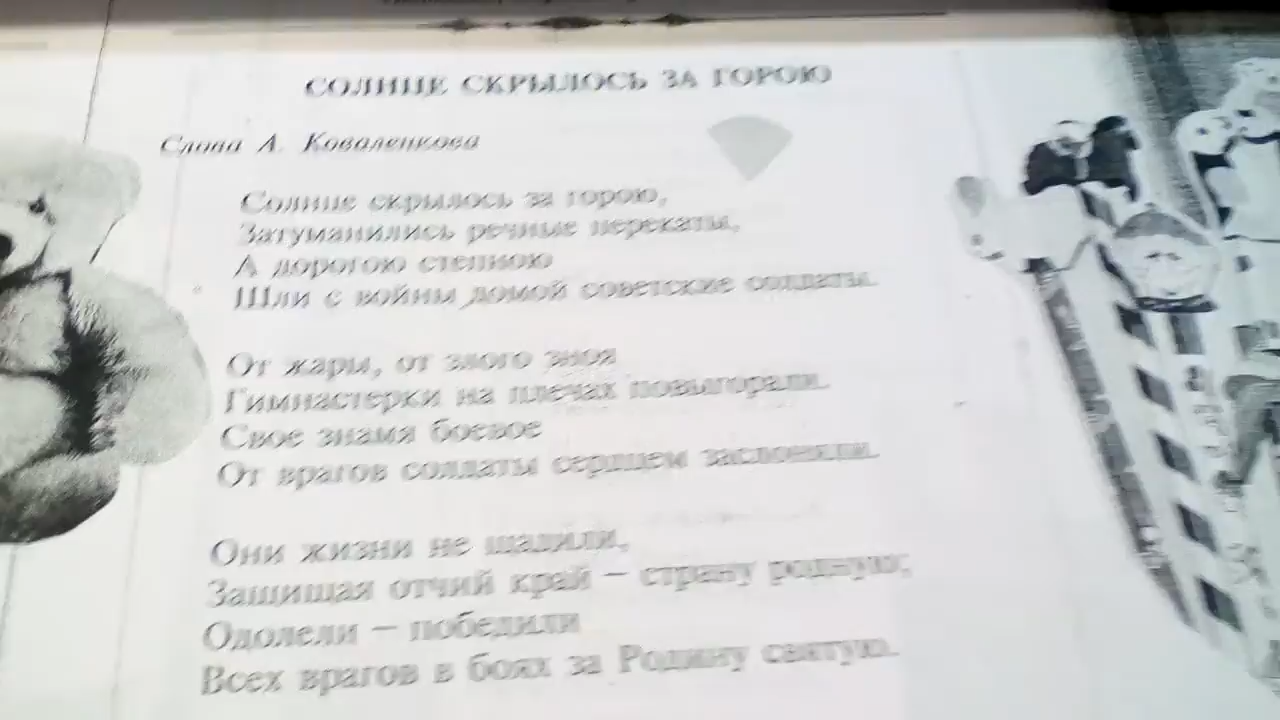 СОЛНЦЕ СКРЫЛОСЬ ЗА ГОРОЮ
Слова А. Коваленкова
Солнце скрылось за горою,
Затуманились речные перекаты,
А дорогою степною
Шли с войны домой советские солдаты.
От жары, от злого зноя
Гимнастерки на плечах повыгорали.
Свое знамя боевое
От врагов солдаты сердцем заслоняли.
Они жизни не щадили,
Защищая отчий край – страну родную;
Одолели – победили
Всех врагов в боях за Родину святую.